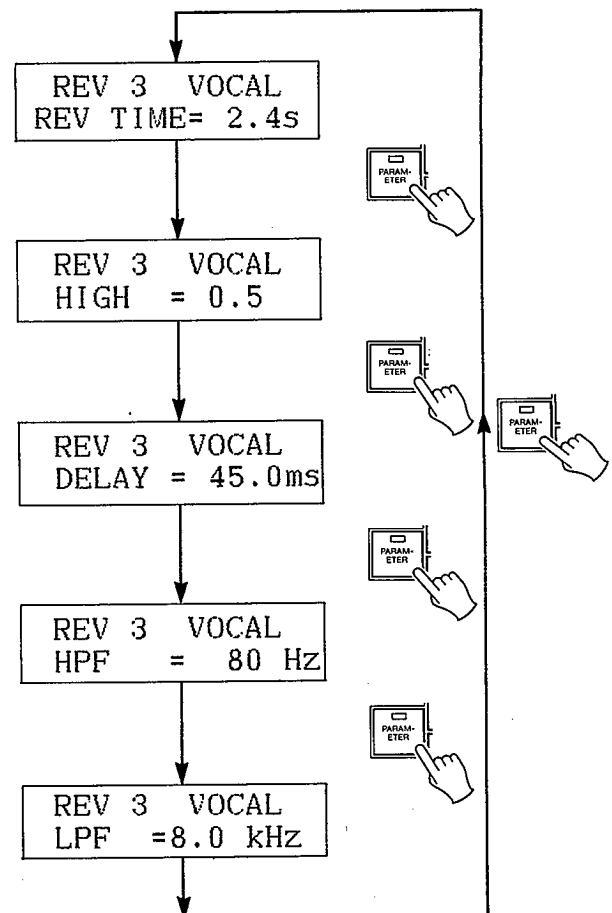 REV 3 VOCAL
REV TIME= 2.4s
PARAM-
ETER
REV 3 VOCAL
HIGH = 0.5
PARAM-
ETER
PARAM-
ETER
REV 3 VOCAL
DELAY = 45.0ms
PARAM-
ETER
REV 3 VOCAL
HPF = 80 Hz
PARAM-
ETER
REV 3 VOCAL
LPF =8.0 kHz